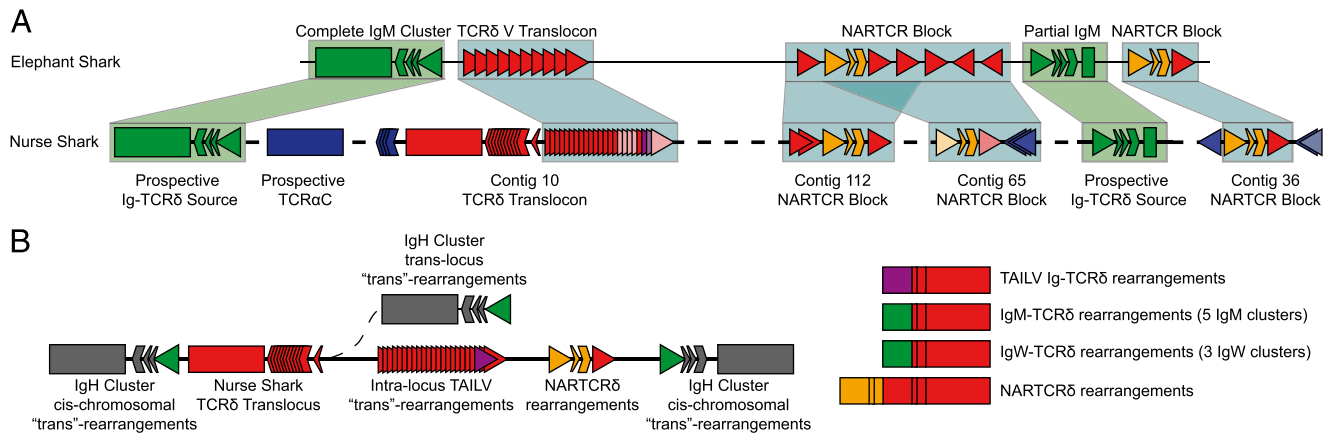 A
Complete IgM Cluster
TCRδ V Translocon
NARTCR Block
Partial IgM
NARTCR Block
Elephant Shark
Nurse Shark
Prospective
Ig-TCRδ Source
Prospective
TCRαC
Contig 10
TCRδ Translocon
Contig 112
NARTCR Block
Contig 65
NARTCR Block
Prospective
Ig-TCRδ Source
Contig 36
NARTCR Block
B
IgH Cluster
trans-locus
“trans”-rearrangements
IgH Cluster
cis-chromosomal
“trans”-rearrangements
Nurse Shark
TCRδ Translocus
Intra-locus TAILV
“trans”-rearrangements
NARTCRδ
rearrangements
IgH Cluster
cis-chromosomal
“trans”-rearrangements
TAILV Ig-TCRδ rearrangements
IgM-TCRδ rearrangements (5 IgM clusters)
IgW-TCRδ rearrangements (3 IgW clusters)
NARTCRδ rearrangements